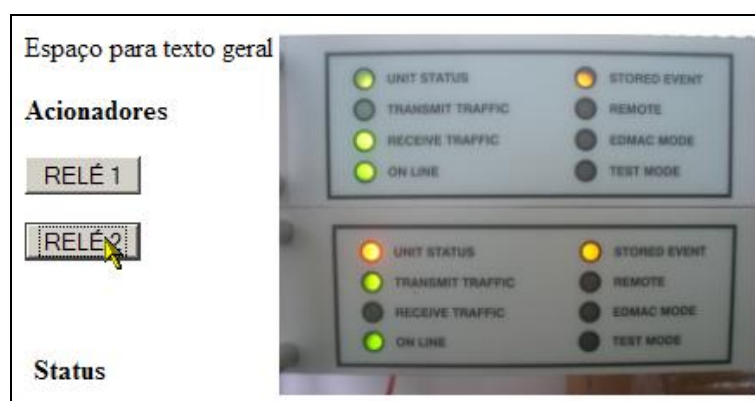 Espaço para texto geral
Acionadores
RELÉ 1
RELÉ 2
Status
UNIT STATUS
TRANSMIT TRAFFIC
RECEIVE TRAFFIC
ON LINE
STORED EVENT
REMOTE
EDMAC MODE
TEST MODE
UNIT STATUS
TRANSMIT TRAFFIC
RECEIVE TRAFFIC
ON LINE
STORED EVENT
REMOTE
EDMAC MODE
TEST MODE